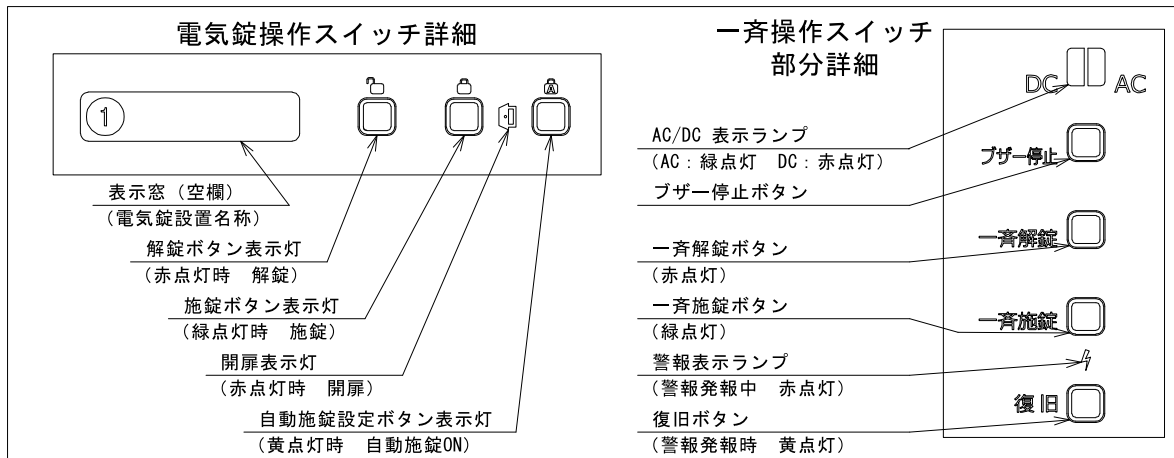 電気錠操作スイッチ詳細
1
A
表示窓(空欄)
(電気錠設置名称)
解錠ボタン表示灯
(赤点灯時 解錠)
施錠ボタン表示灯
(緑点灯時 施錠)
開扉表示灯
(赤点灯時 開扉)
自動施錠設定ボタン表示灯
(黄点灯時 自動施錠ON)
一斉操作スイッチ
部分詳細
DC AC
ブザー停止
一斉解錠
一斉施錠
復旧
AC/DC 表示ランプ
(AC:緑点灯 DC:赤点灯)
ブザー停止ボタン
一斉解錠ボタン
(赤点灯)
一斉施錠ボタン
(緑点灯)
警報表示ランプ
(警報発報中 赤点灯)
復旧ボタン
(警報発報時 黄点灯)